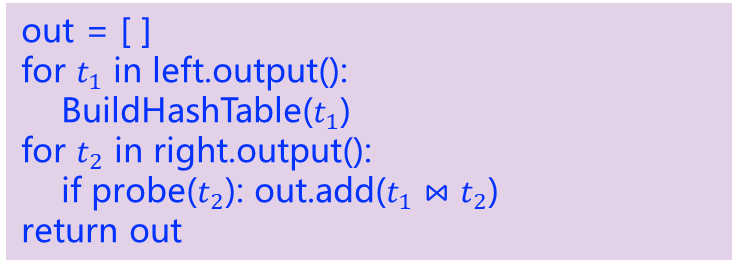 out = [ ]
for t₁ in left.output():
BuildHashTable(t₁)
for t₂ in right.output():
if probe(t₂): out.add(t₁ ⋈ t₂)
return out